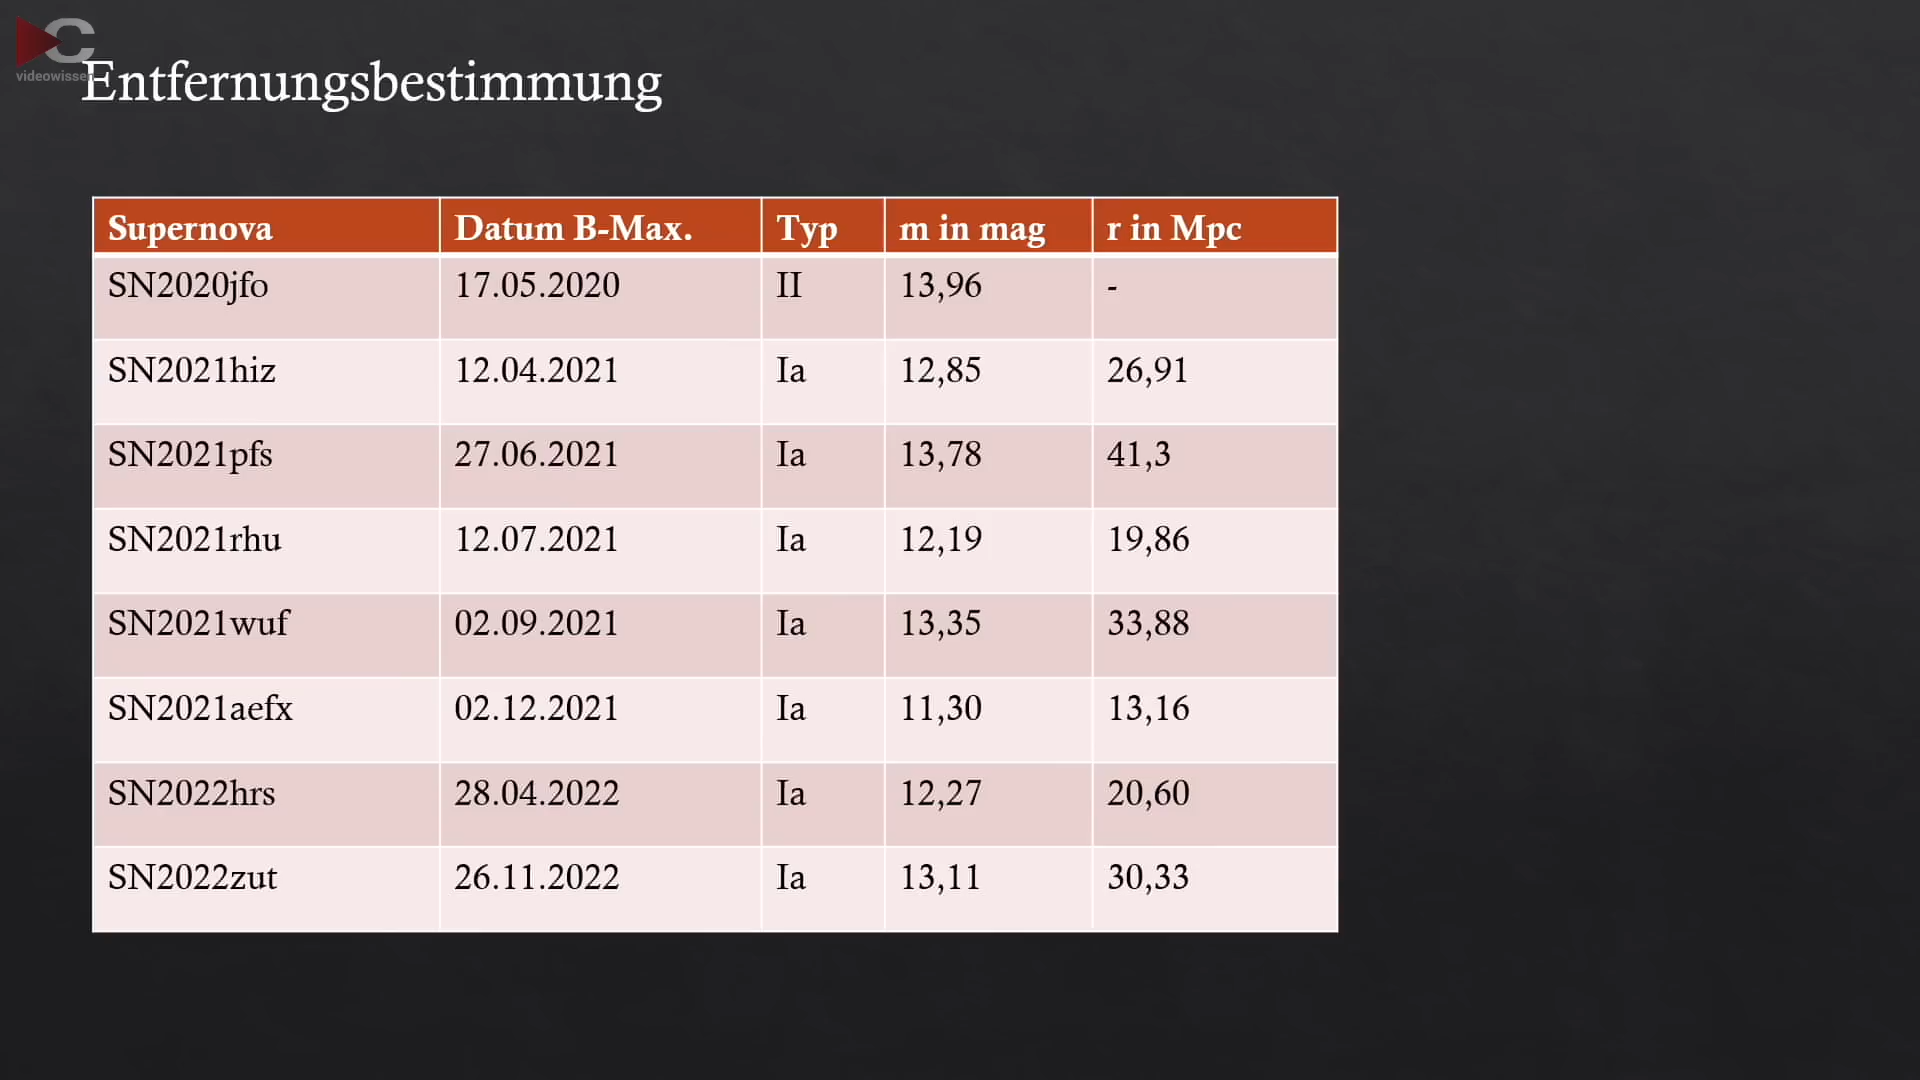 videowissen
Entfernungsbestimmung
Supernova Datum B-Max. Typ m in mag r in Mpc
SN2020jfo 17.05.2020 II 13,96 -
SN2021hiz 12.04.2021 Ia 12,85 26,91
SN2021pfs 27.06.2021 Ia 13,78 41,3
SN2021rhu 12.07.2021 Ia 12,19 19,86
SN2021wuf 02.09.2021 Ia 13,35 33,88
SN2021aefx 02.12.2021 Ia 11,30 13,16
SN2022hrs 28.04.2022 Ia 12,27 20,60
SN2022zut 26.11.2022 Ia 13,11 30,33